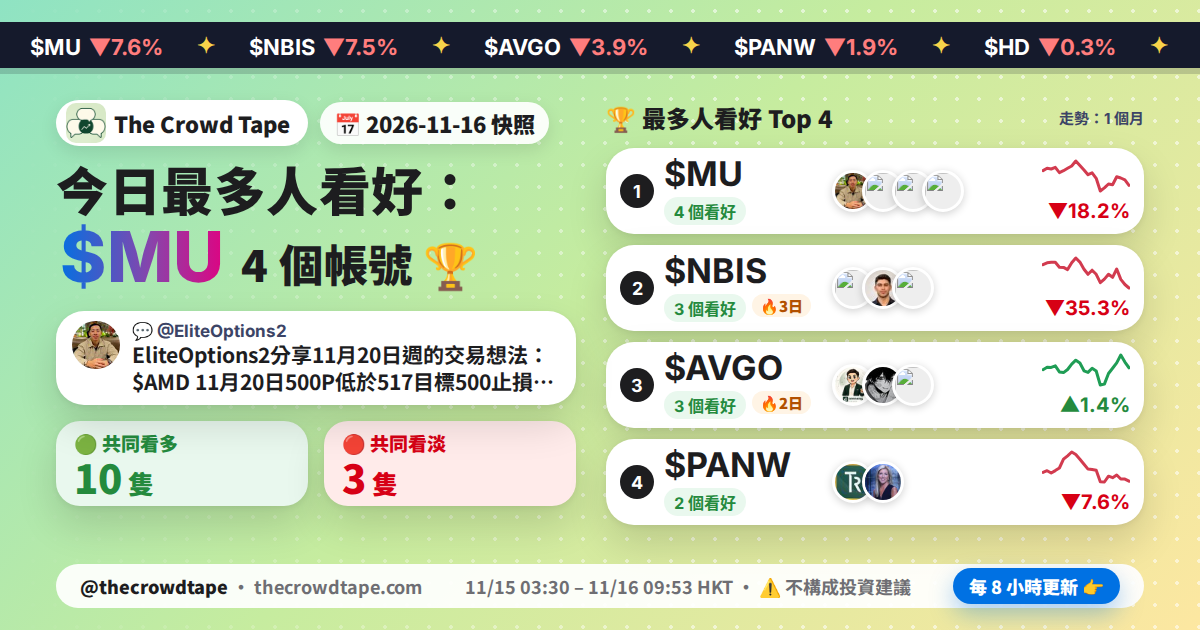 $MU ▼7.6% ✦ $NBIS ▼7.5% ✦ $AVGO ▼3.9% ✦ $PANW ▼1.9% ✦ $HD ▼0.3% ✦
The Crowd Tape
📅 2026-11-16 快照
今日最多人看好：
$MU 4 個帳號 🏆
💬 @EliteOptions2
EliteOptions2分享11月20日週的交易想法：
$AMD 11月20日500P低於517目標500止損…
🟢 共同看多
10 隻
🔴 共同看淡
3 隻
🏆 最多人看好 Top 4
走勢：1個月
1
$MU
4 個看好
▼18.2%
2
$NBIS
3 個看好 🔥3日
▼35.3%
3
$AVGO
3 個看好 🔥2日
▲1.4%
4
$PANW
2 個看好
TR
▼7.6%
@thecrowdtape • thecrowdtape.com
11/15 03:30 – 11/16 09:53 HKT • ⚠️ 不構成投資建議
每 8 小時更新 👉